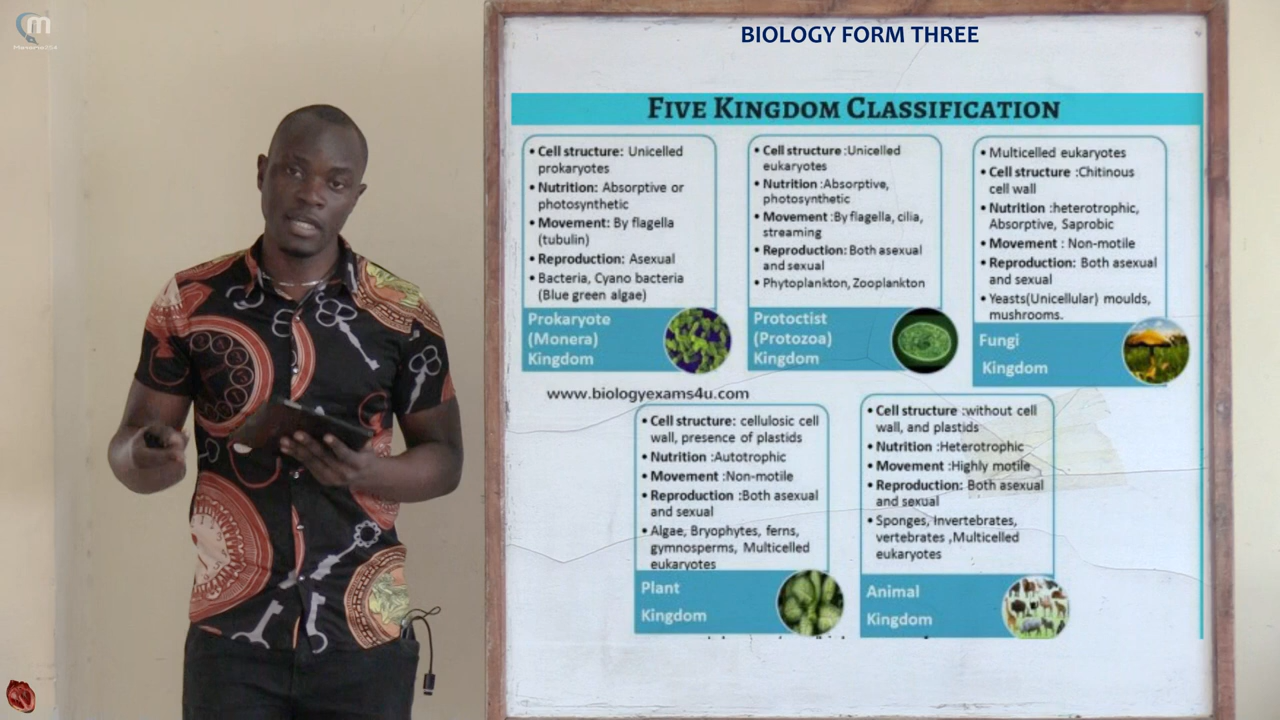 BIOLOGY FORM THREE
FIVE KINGDOM CLASSIFICATION
• Cell structure: Unicelled
prokaryotes
• Nutrition: Absorptive or
photosynthetic
• Movement: By flagella
(tubulin)
• Reproduction: Asexual
• Bacteria, Cyano bacteria
(Blue green algae)
Prokaryote
(Monera)
Kingdom
• Cell structure :Unicelled
eukaryotes
• Nutrition :Absorptive,
photosynthetic
• Movement :By flagella, cilia,
streaming
• Reproduction: Both asexual
and sexual
• Phytoplankton, Zooplankton
Protoctist
(Protozoa)
Kingdom
• Multicelled eukaryotes
• Cell structure :Chitinous
cell wall
• Nutrition :heterotrophic,
Absorptive, Saprobic
• Movement : Non-motile
• Reproduction: Both asexual
and sexual
• Yeasts(Unicellular) moulds,
mushrooms.
Fungi
Kingdom
www.biologyexams4u.com
• Cell structure: cellulosic cell
wall, presence of plastids
• Nutrition :Autotrophic
• Movement :Non-motile
• Reproduction :Both asexual
and sexual
• Algae, Bryophytes, ferns,
gymnosperms, Multicelled
eukaryotes
Plant
Kingdom
• Cell structure :without cell
wall, and plastids
• Nutrition :Heterotrophic
• Movement :Highly motile
• Reproduction: Both asexual
and sexual
• Sponges, Invertebrates,
vertebrates ,Multicelled
eukaryotes
Animal
Kingdom